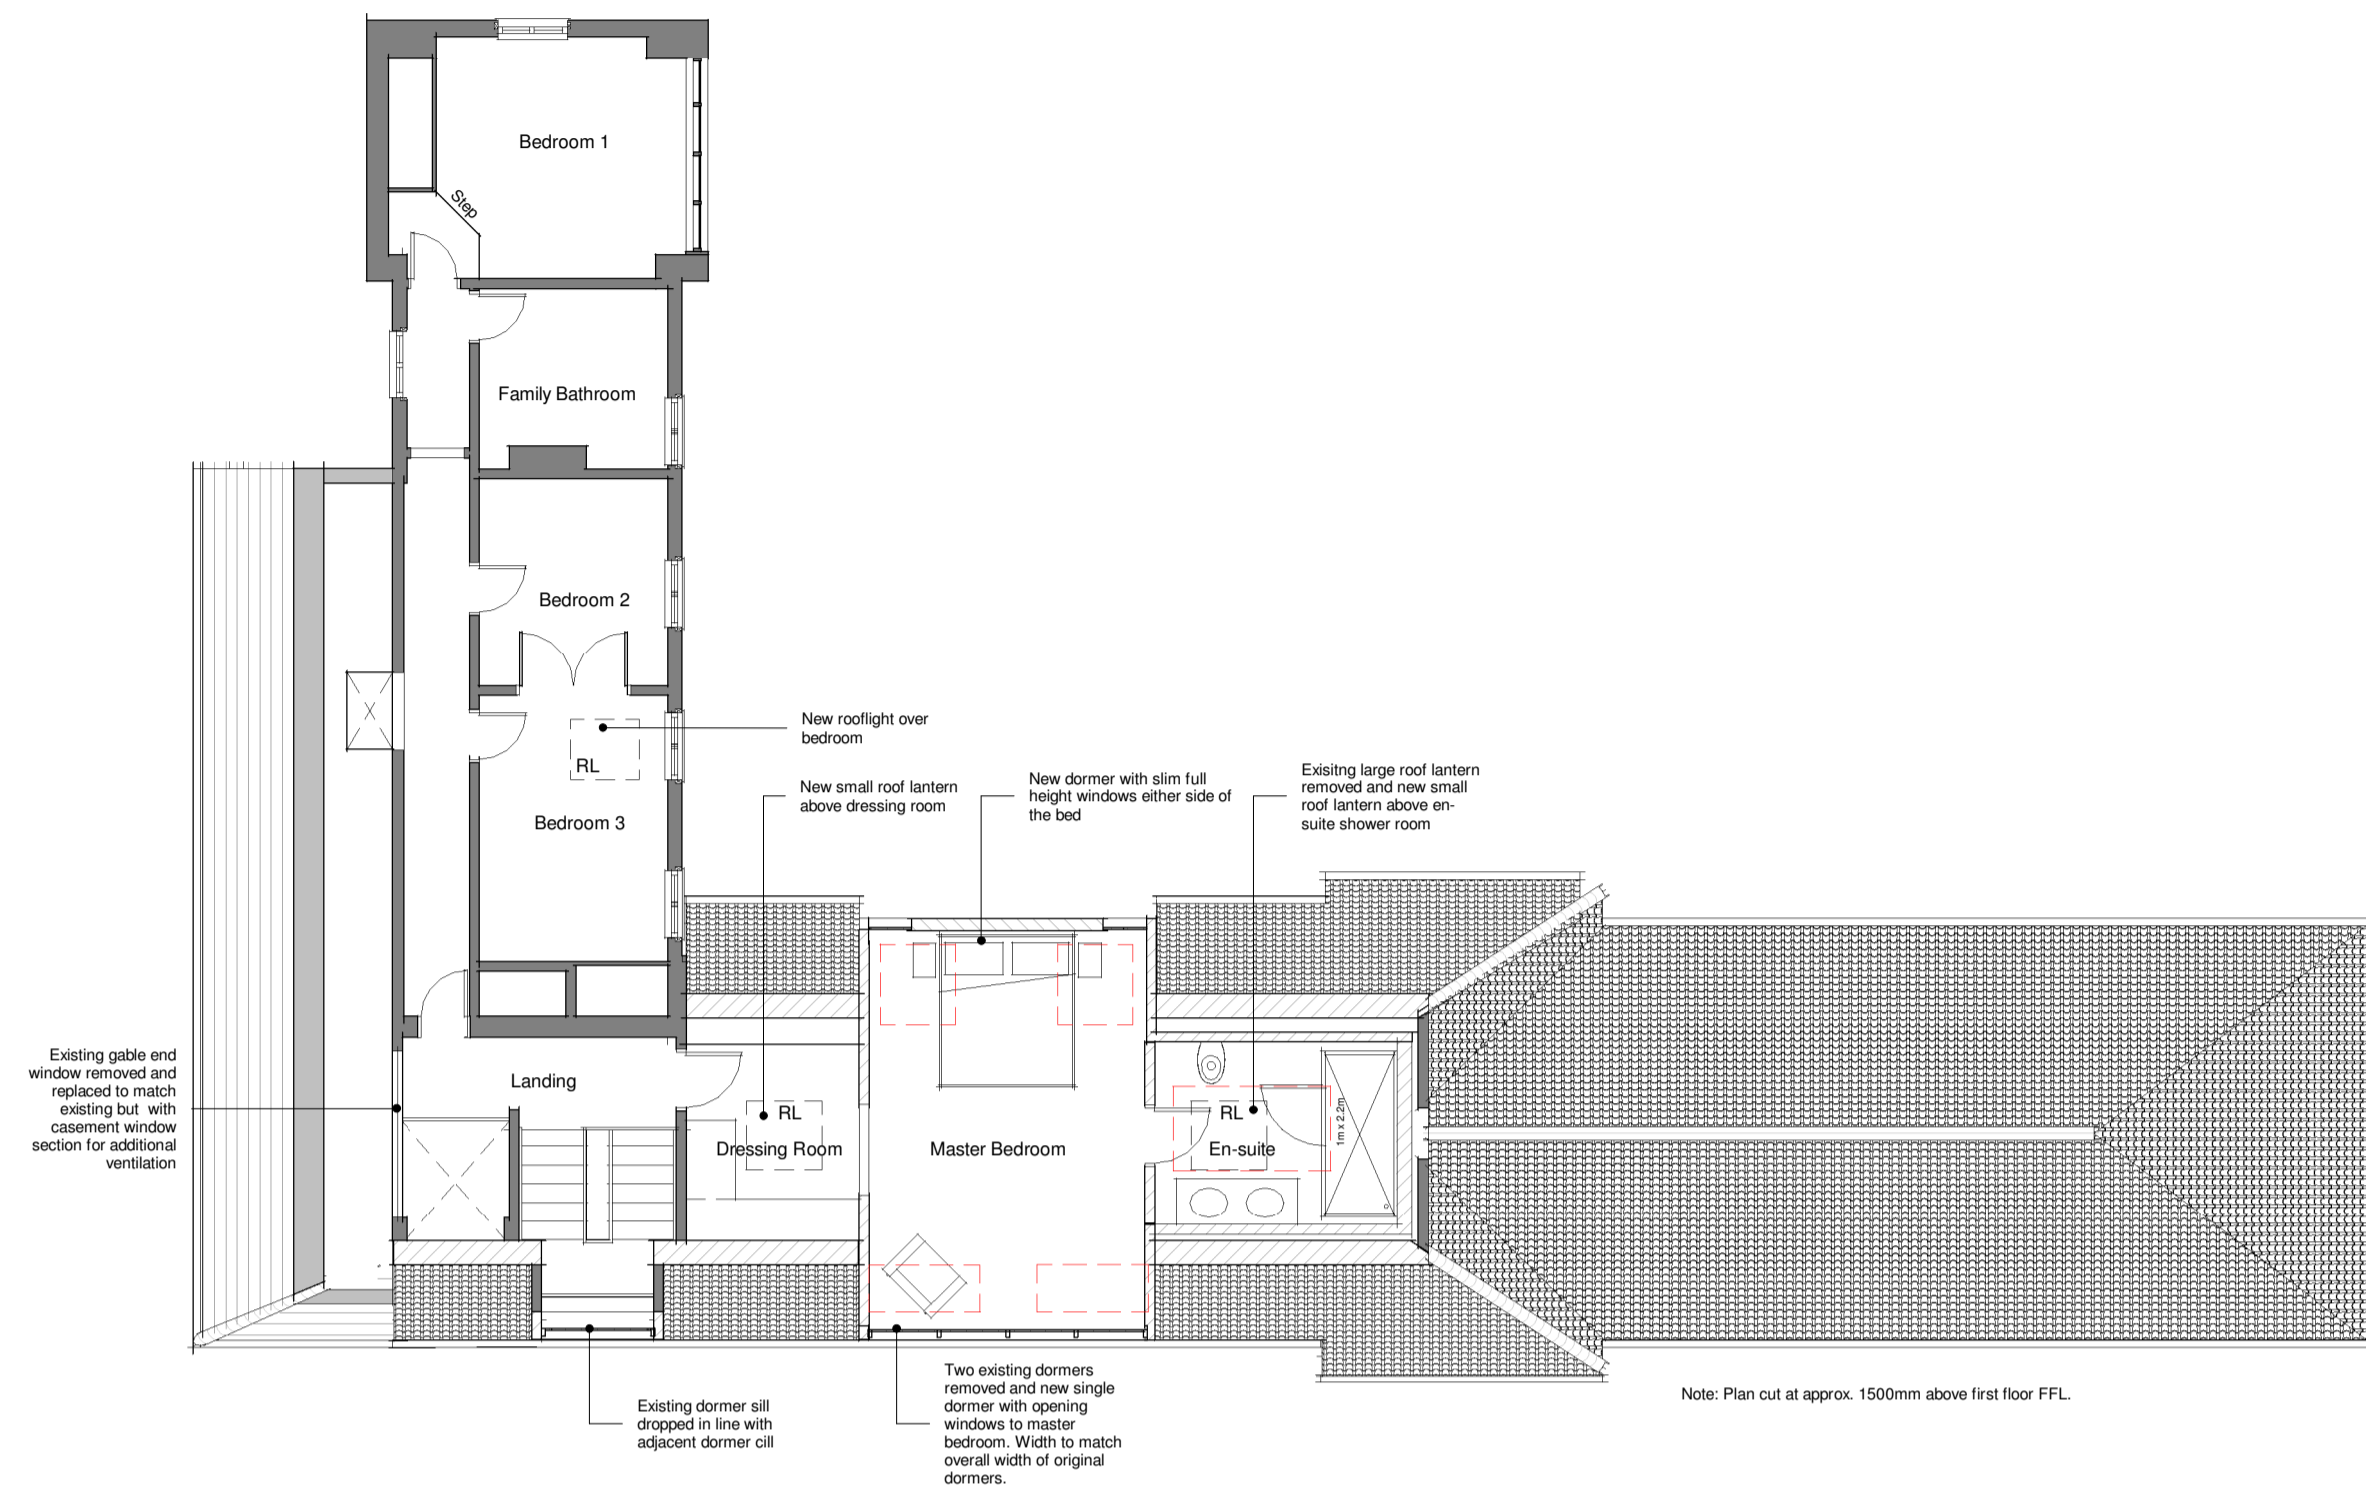 Bedroom 1
Step
Family Bathroom
Bedroom 2
New rooflight over
bedroom
RL
New small roof lantern
above dressing room
New dormer with slim full
height windows either side of
the bed
Exisitng large roof lantern
removed and new small
roof lantern above en-
suite shower room
Bedroom 3
Existing gable end
window removed and
replaced to match
existing but with
casement window
section for additional
ventilation
Landing
RL
Dressing Room
Master Bedroom
RL
En-suite
1m x 2.2m
Existing dormer sill
dropped in line with
adjacent dormer cill
Two existing dormers
removed and new single
dormer with opening
windows to master
bedroom. Width to match
overall width of original
dormers.
Note: Plan cut at approx. 1500mm above first floor FFL.